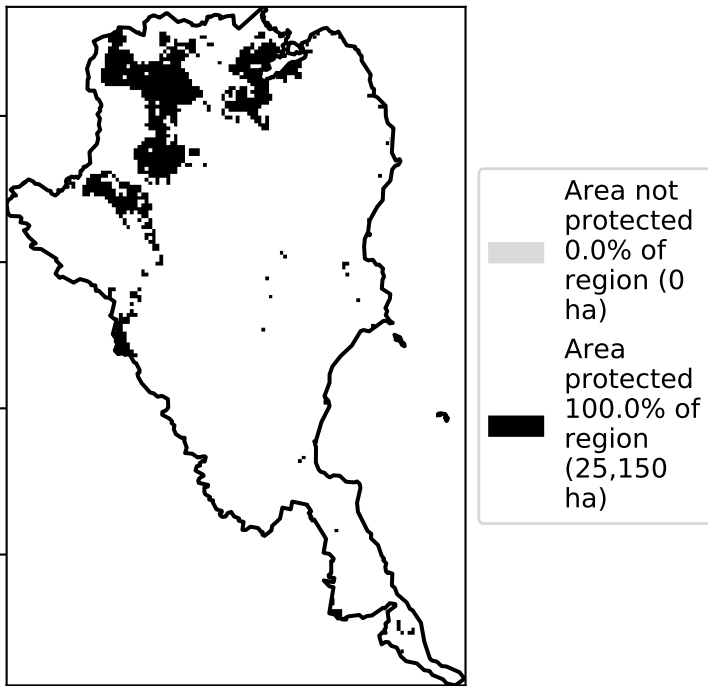 Area not
protected
0.0% of
region (0
ha)
Area
protected
100.0% of
region
(25,150
ha)